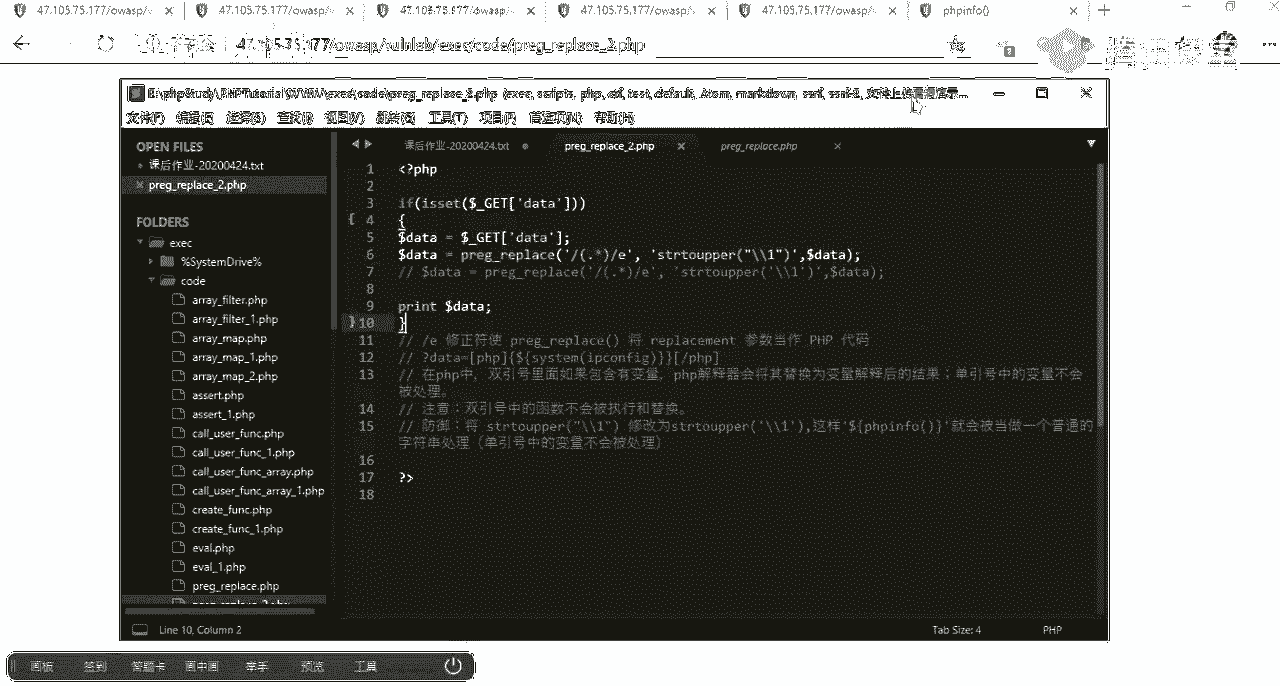 47.103.75.177/owasp/v
47.103.75.177/owasp/v
47.103.75.177/owasp/v
47.103.75.177/owasp/v
47.103.75.177/owasp/v
phpinfo()
47.103.75.177/owasp/vulnlab/exec/code/preg_replace_2.php
腾讯课堂
E:\phpStudy\PHPTutorial\WWW\exec\code\preg_replace_2.php (exec, scripts, php, ctf, test, default, Atom, markdown, ssrf,
文件(F) 编辑(E) 选择(S) 查找(I) 视图(V) 跳转(G) 工具(T) 项目(P) 首选项(N) 帮助(H)
OPEN FILES
课后作业-20200424.txt
preg_replace_2.php
FOLDERS
exec
%SystemDrive%
code
array_filter.php
array_filter_1.php
array_map.php
array_map_1.php
array_map_2.php
assert.php
assert_1.php
call_user_func.php
call_user_func_1.php
call_user_func_array.php
call_user_func_array_1.php
create_func.php
create_func_1.php
eval.php
eval_1.php
preg_replace.php
preg_replace_2.php
课后作业-20200424.txt
preg_replace_2.php
preg_replace.php
1 <?php
2
3 if(isset($_GET['data']))
4 {
5 $data = $_GET['data'];
6 $data = preg_replace('/(.*)/e', 'strtoupper("\\1")',$data);
7 // $data = preg_replace('/(.*)/e', 'strtoupper('\\1')',$data);
8
9 print $data;
10 }
11 // /e 修正符使 preg_replace() 将 replacement 参数当作 PHP 代码
12 // ?data=[php]{${system(ipconfig)}}[/php]
13 // 在php中, 双引号里面如果包含有变量, php解释器会将其替换为变量解释后的结果；单引号中的变量不会
被处理。
14 // 注意：双引号中的函数不会被执行和替换。
15 // 防御：将 strtoupper("\\1") 修改为strtoupper('\\1'),这样'${phpinfo()}'就会被当做一个普通的
字符串处理（单引号中的变量不会被处理）
16
17 ?>
18
Line 10, Column 2
Tab Size: 4
PHP
画板 签到 答题卡 画中画 举手 预览 工具